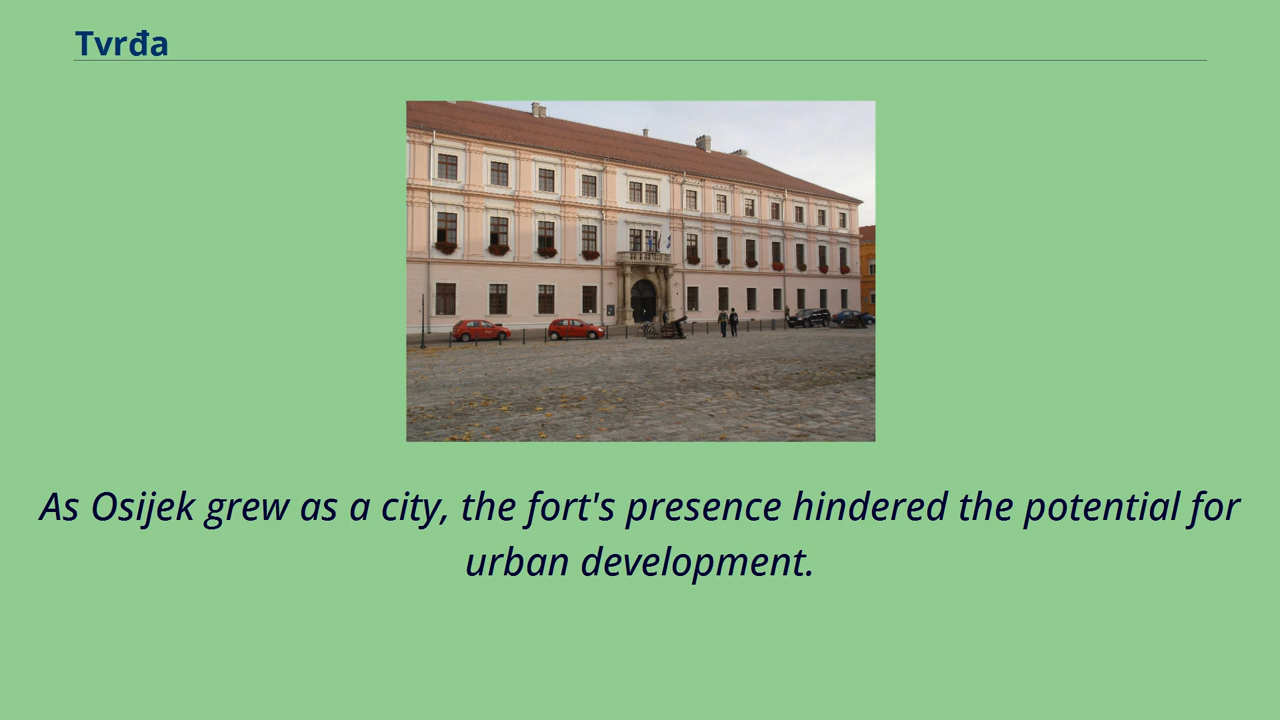 Tvrđa
As Osijek grew as a city, the fort's presence hindered the potential for
urban development.